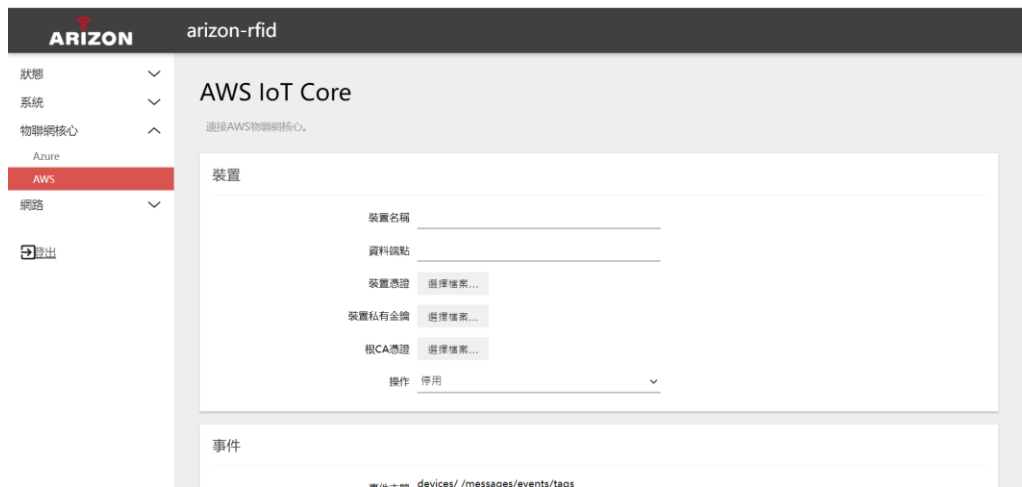 ARIZON
arizon-rfid
狀態
系統
物聯網核心
Azure
AWS
網路
登出
AWS IoT Core
連接AWS物聯網核心。
裝置
裝置名稱
資料端點
裝置憑證 選擇檔案...
裝置私有金鑰 選擇檔案...
根CA憑證 選擇檔案...
操作 停用
事件
事件主題 devices/ /messages/events/tags